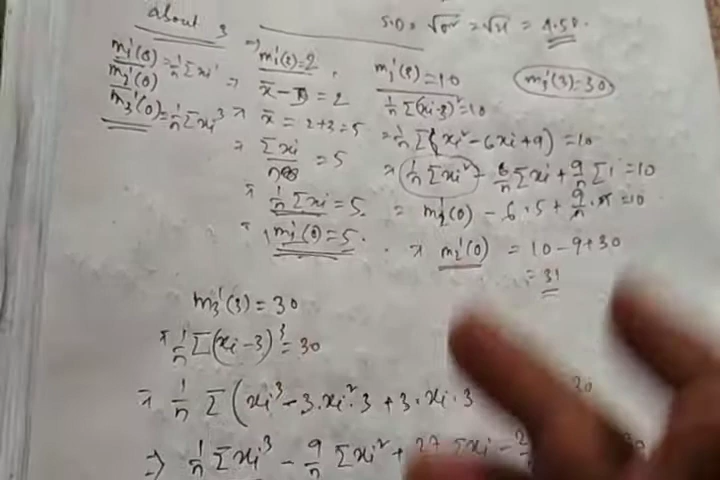 about 3
S.D = √σ² = √21 = 4.58.
m₁'(0) = 1/n Σxi'
m₂'(0)
m₃'(0) = 1/n Σxi³
⇒ m₁'(3) = 2
⇒ x̄ - 3 = 2
⇒ x̄ = 2+3 = 5
⇒ Σxi/n = 5
⇒ 1/n Σxi = 5.
m₁'(0) = 5.
m₂'(3) = 10
1/n Σ(xi-3)² = 10
= 1/n Σ(xi² - 6xi + 9) = 10
⇒ 1/n Σxi² - 6/n Σxi + 9/n Σ1 = 10
= m₂'(0) - 6.5 + 9/n . n = 10
⇒ m₂'(0) = 10 - 9 + 30
= 31
m₃'(3) = 30
m₃'(3) = 30
⇒ 1/n Σ(xi-3)³ = 30
⇒ 1/n Σ(xi³ - 3.xi².3 + 3.xi.3 30
⇒ 1/n Σxi³ - 9/n Σxi² + 27 Σxi -